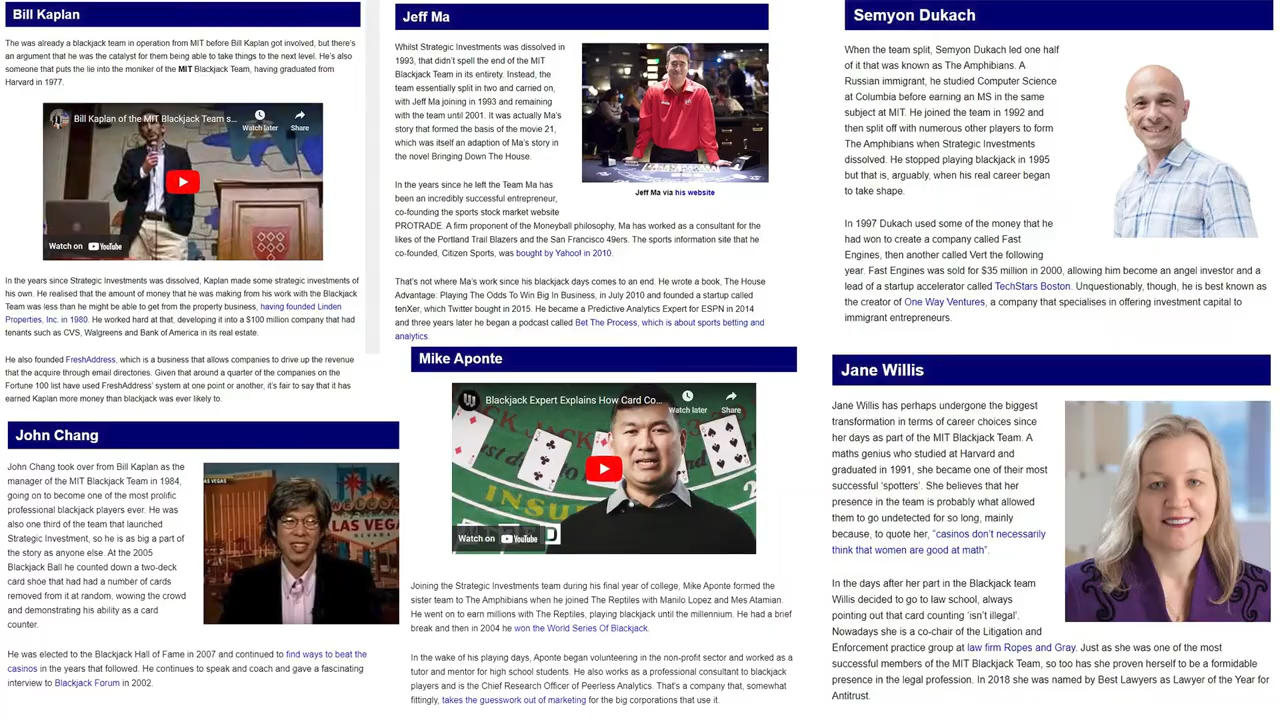 Bill Kaplan
The was already a blackjack team in operation from MIT before Bill Kaplan got involved, but there's
an argument that he was the catalyst for them being able to take things to the next level. He's also
someone that puts the lie into the moniker of the MIT Blackjack Team, having graduated from
Harvard in 1977.
Bill Kaplan of the MIT Blackjack Team s...
Watch later
Share
Watch on YouTube
In the years since Strategic Investments was dissolved, Kaplan made some strategic investments of
his own. He realised that the amount of money that he was making from his work with the Blackjack
Team was less than he might be able to get from the property business, having founded Linden
Properties, Inc. in 1980. He worked hard at that, developing it into a $100 million company that had
tenants such as CVS, Walgreens and Bank of America in its real estate.
He also founded FreshAddress, which is a business that allows companies to drive up the revenue
that the acquire through email directories. Given that around a quarter of the companies on the
Fortune 100 list have used FreshAddress' system at one point or another, it's fair to say that it has
earned Kaplan more money than blackjack was ever likely to.
John Chang
John Chang took over from Bill Kaplan as the
manager of the MIT Blackjack Team in 1984,
going on to become one of the most prolific
professional blackjack players ever. He was
also one third of the team that launched
Strategic Investment, so he is as big a part of
the story as anyone else. At the 2005
Blackjack Ball he counted down a two-deck
card shoe that had had a number of cards
removed from it at random, wowing the crowd
and demonstrating his ability as a card
counter.
LAS VEGAS
WELCOME
LAS VEGAS
NEVADA
He was elected to the Blackjack Hall of Fame in 2007 and continued to find ways to beat the
casinos in the years that followed. He continues to speak and coach and gave a fascinating
interview to Blackjack Forum in 2002.
Jeff Ma
Whilst Strategic Investments was dissolved in
1993, that didn't spell the end of the MIT
Blackjack Team in its entirety. Instead, the
team essentially split in two and carried on,
with Jeff Ma joining in 1993 and remaining
with the team until 2001. It was actually Ma's
story that formed the basis of the movie 21,
which was itself an adaption of Ma's story in
the novel Bringing Down The House.
Jeff Ma via his website
In the years since he left the Team Ma has
been an incredibly successful entrepreneur,
co-founding the sports stock market website
PROTRADE. A firm proponent of the Moneyball philosophy, Ma has worked as a consultant for the
likes of the Portland Trail Blazers and the San Francisco 49ers. The sports information site that he
co-founded, Citizen Sports, was bought by Yahoo! in 2010.
That's not where Ma's work since his blackjack days comes to an end. He wrote a book, The House
Advantage: Playing The Odds To Win Big In Business, in July 2010 and founded a startup called
tenXer, which Twitter bought in 2015. He became a Predictive Analytics Expert for ESPN in 2014
and three years later he began a podcast called Bet The Process, which is about sports betting and
analytics.
Mike Aponte
Blackjack Expert Explains How Card Co...
Watch later
Share
INSU
Watch on YouTube
Joining the Strategic Investments team during his final year of college, Mike Aponte formed the
sister team to The Amphibians when he joined The Reptiles with Manilo Lopez and Mes Atamian.
He went on to earn millions with The Reptiles, playing blackjack until the millennium. He had a brief
break and then in 2004 he won the World Series Of Blackjack.
In the wake of his playing days, Aponte began volunteering in the non-profit sector and worked as a
tutor and mentor for high school students. He also works as a professional consultant to blackjack
players and is the Chief Research Officer of Peerless Analytics. That's a company that, somewhat
fittingly, takes the guesswork out of marketing for the big corporations that use it.
Semyon Dukach
When the team split, Semyon Dukach led one half
of it that was known as The Amphibians. A
Russian immigrant, he studied Computer Science
at Columbia before earning an MS in the same
subject at MIT. He joined the team in 1992 and
then split off with numerous other players to form
The Amphibians when Strategic Investments
dissolved. He stopped playing blackjack in 1995
but that is, arguably, when his real career began
to take shape.
In 1997 Dukach used some of the money that he
had won to create a company called Fast
Engines, then another called Vert the following
year. Fast Engines was sold for $35 million in 2000, allowing him become an angel investor and a
lead of a startup accelerator called TechStars Boston. Unquestionably, though, he is best known as
the creator of One Way Ventures, a company that specialises in offering investment capital to
immigrant entrepreneurs.
Jane Willis
Jane Willis has perhaps undergone the biggest
transformation in terms of career choices since
her days as part of the MIT Blackjack Team. A
maths genius who studied at Harvard and
graduated in 1991, she became one of their most
successful 'spotters'. She believes that her
presence in the team is probably what allowed
them to go undetected for so long, mainly
because, to quote her, "casinos don't necessarily
think that women are good at math".
In the days after her part in the Blackjack team
Willis decided to go to law school, always
pointing out that card counting 'isn't illegal'.
Nowadays she is a co-chair of the Litigation and
Enforcement practice group at law firm Ropes and Gray. Just as she was one of the most
successful members of the MIT Blackjack Team, so too has she proven herself to be a formidable
presence in the legal profession. In 2018 she was named by Best Lawyers as Lawyer of the Year for
Antitrust.